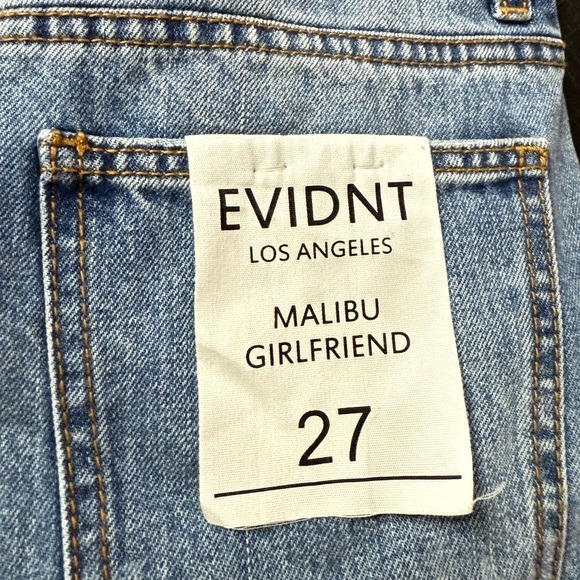 EVIDNT
LOS ANGELES
MALIBU
GIRLFRIEND
27